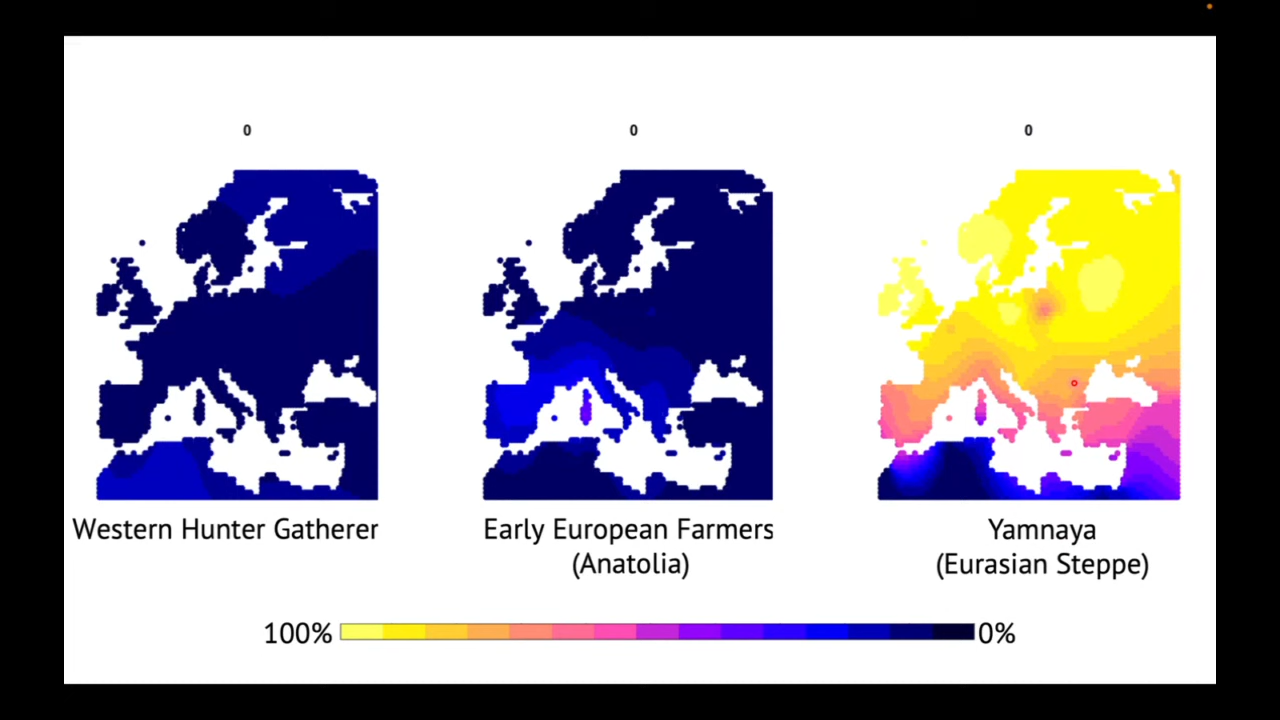 0
0
0
Western Hunter Gatherer
Early European Farmers
(Anatolia)
Yamnaya
(Eurasian Steppe)
100%
0%